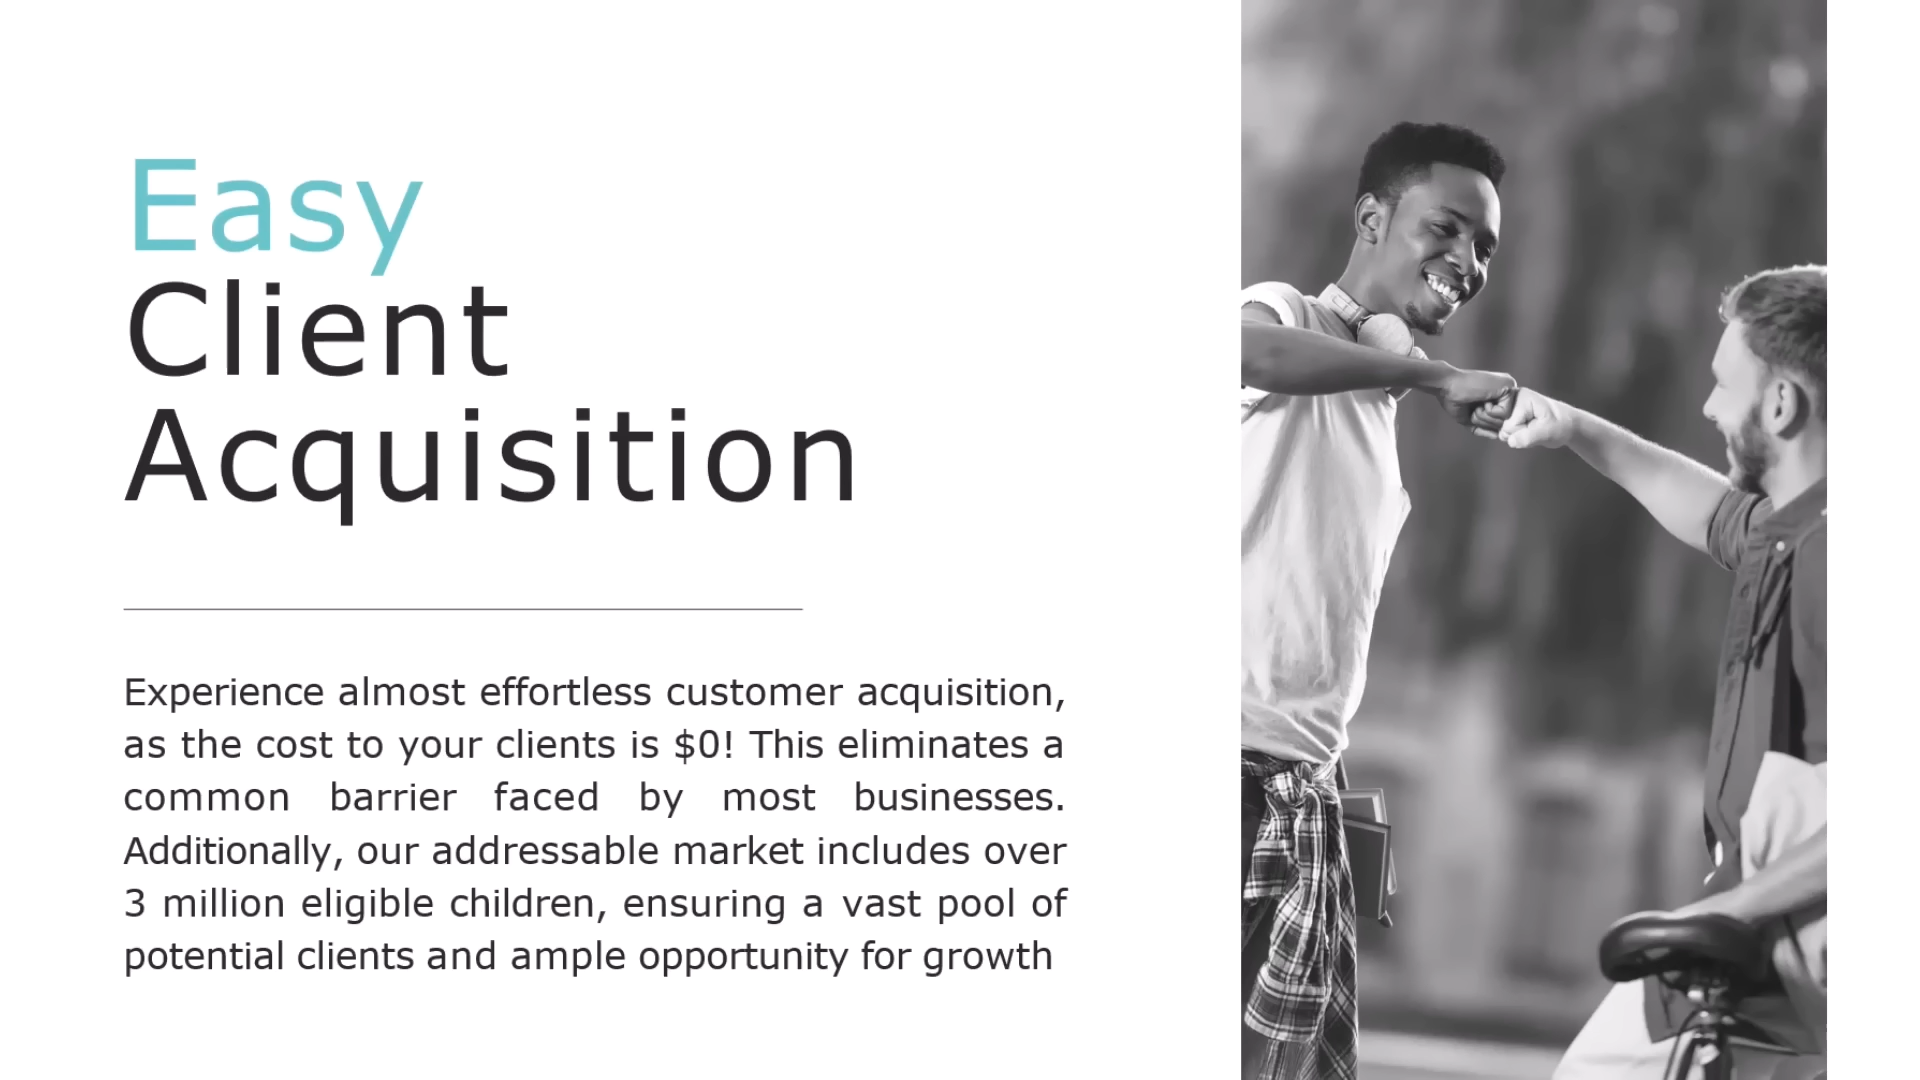 Easy
Client
Acquisition
Experience almost effortless customer acquisition,
as the cost to your clients is $0! This eliminates a
common barrier faced by most businesses.
Additionally, our addressable market includes over
3 million eligible children, ensuring a vast pool of
potential clients and ample opportunity for growth